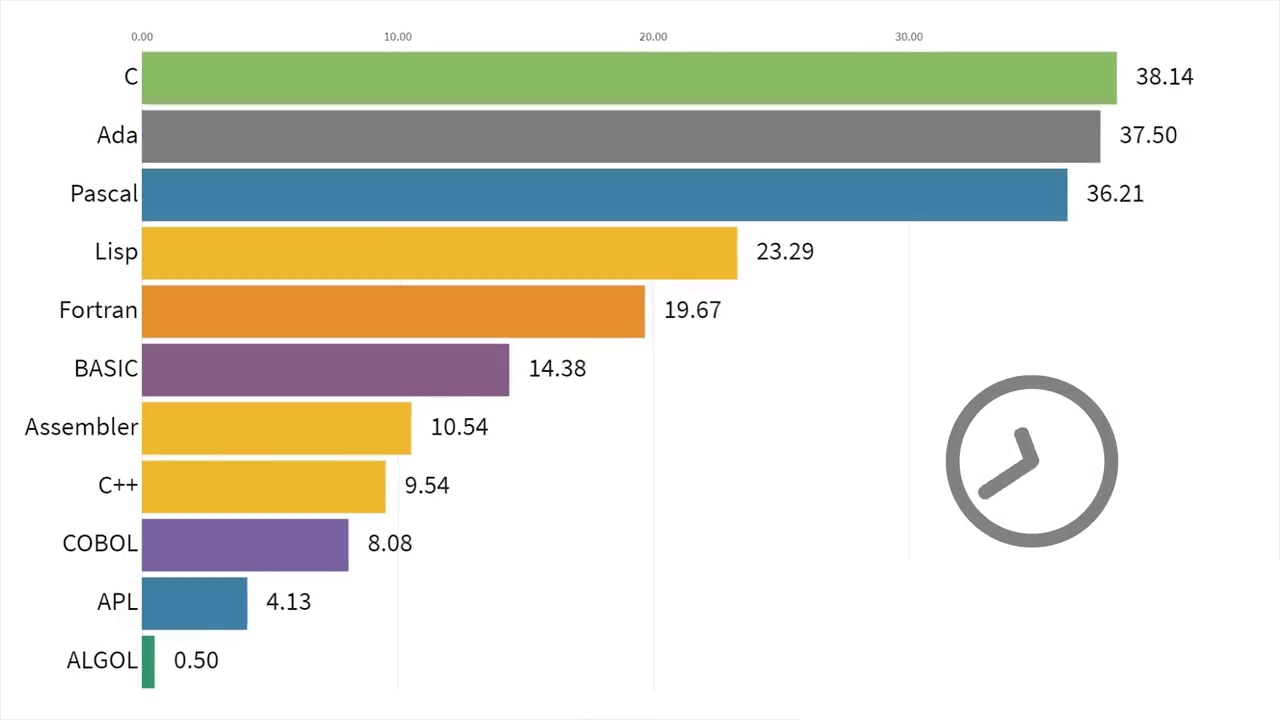 0.00 10.00 20.00 30.00
C 38.14
Ada 37.50
Pascal 36.21
Lisp 23.29
Fortran 19.67
BASIC 14.38
Assembler 10.54
C++ 9.54
COBOL 8.08
APL 4.13
ALGOL 0.50